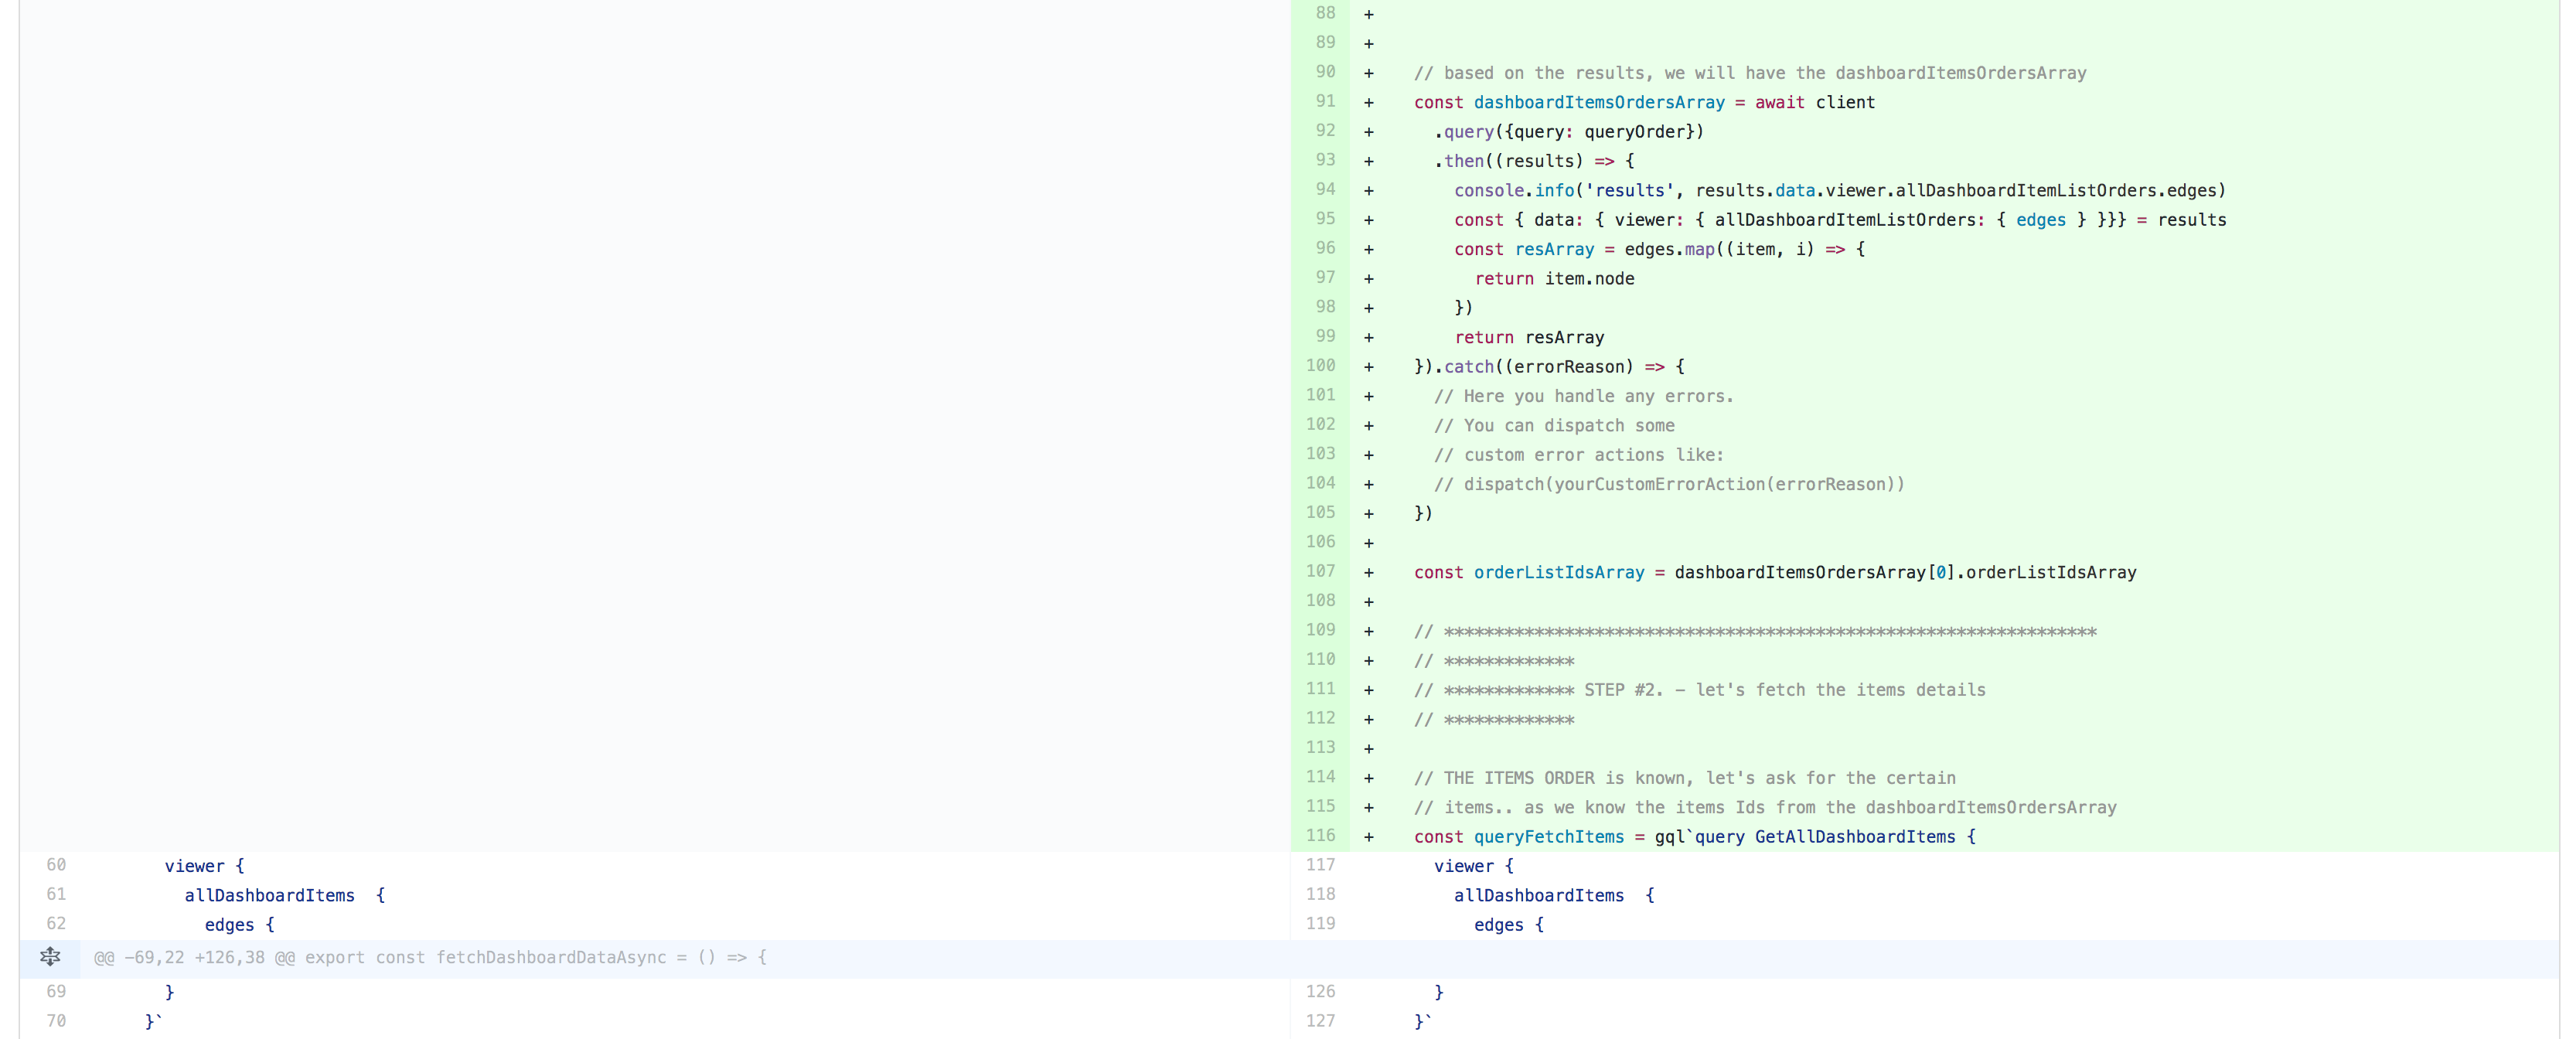 88 +
89 +
90 + // based on the results, we will have the dashboardItemsOrdersArray
91 + const dashboardItemsOrdersArray = await client
92 + .query({query: queryOrder})
93 + .then((results) => {
94 + console.info('results', results.data.viewer.allDashboardItemListOrders.edges)
95 + const { data: { viewer: { allDashboardItemListOrders: { edges } }}} = results
96 + const resArray = edges.map((item, i) => {
97 + return item.node
98 + })
99 + return resArray
100 + }).catch((errorReason) => {
101 + // Here you handle any errors.
102 + // You can dispatch some
103 + // custom error actions like:
104 + // dispatch(yourCustomErrorAction(errorReason))
105 + })
106 +
107 + const orderListIdsArray = dashboardItemsOrdersArray[0].orderListIdsArray
108 +
109 + // *****************************************************************
110 + // *************
111 + // ************* STEP #2. – let's fetch the items details
112 + // *************
113 +
114 + // THE ITEMS ORDER is known, let's ask for the certain
115 + // items.. as we know the items Ids from the dashboardItemsOrdersArray
116 + const queryFetchItems = gql`query GetAllDashboardItems {
60 viewer { 117 viewer {
61 allDashboardItems  { 118 allDashboardItems  {
62 edges { 119 edges {
@@ -69,22 +126,38 @@ export const fetchDashboardDataAsync = () => {
69 } 126 }
70 }` 127 }`